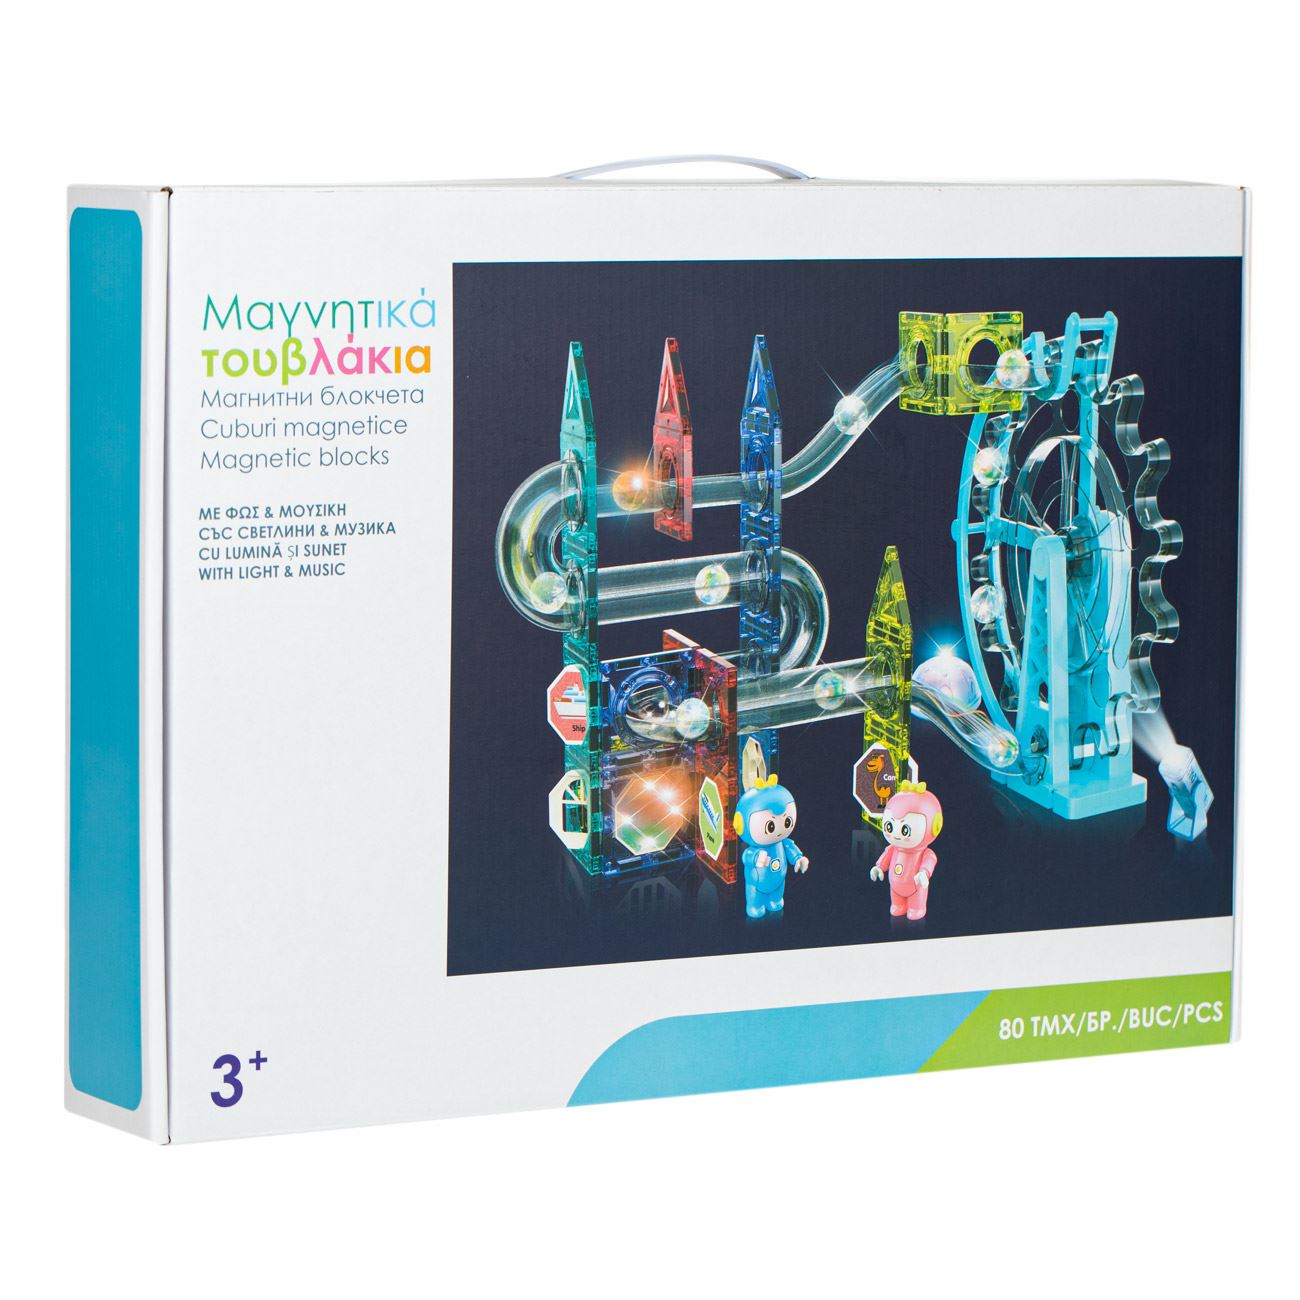 Μαγνητικά
τουβλάκια
Магнитни блокчета
Cuburi magnetice
Magnetic blocks
ΜΕ ΦΩΣ & ΜΟΥΣΙΚΗ
СЪС СВЕТЛИНИ & МУЗИКА
CU LUMINĂ ȘI SUNET
WITH LIGHT & MUSIC
Ship
80 ΤΜΧ/БР./BUC/PCS
3+